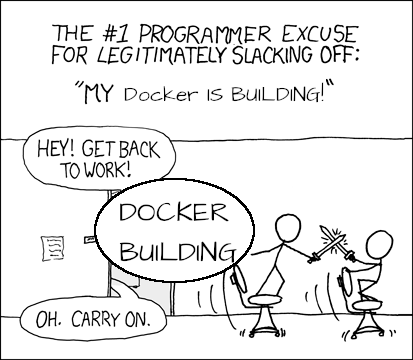 THE #1 PROGRAMMER EXCUSE
FOR LEGITIMATELY SLACKING OFF:
"MY Docker IS BUILDING!"
HEY! GET BACK
TO WORK!
DOCKER
BUILDING
OH. CARRY ON.